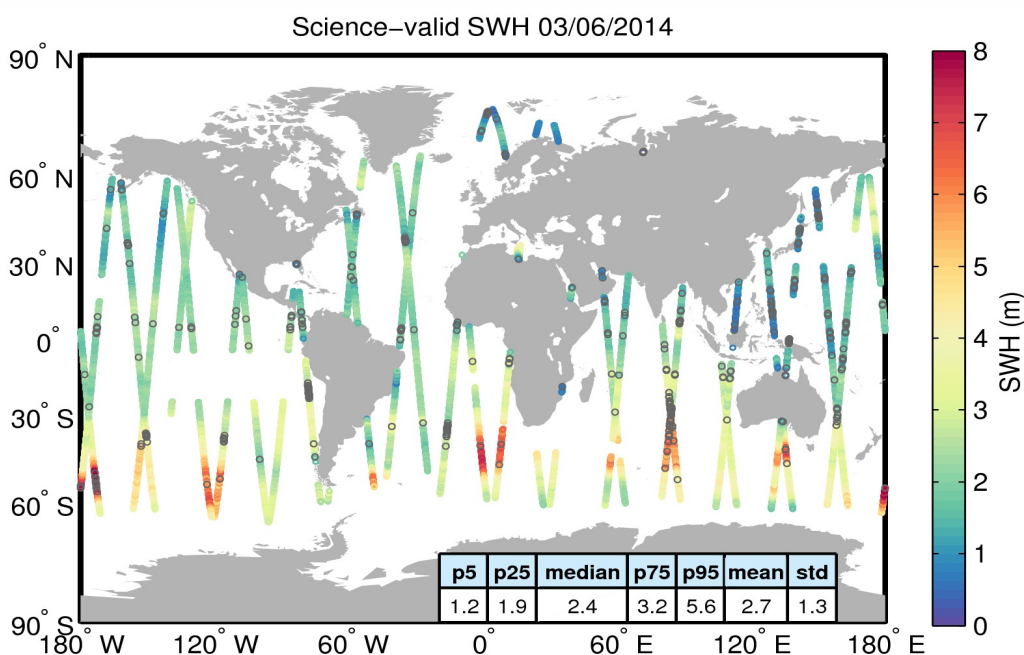 Science−valid SWH 03/06/2014
90° N
60° N
30° N
0°
30° S
60° S
90° S
180° W
120° W
60° W
0°
60° E
120° E
180° E
p5 p25 median p75 p95 mean std
1.2 1.9 2.4 3.2 5.6 2.7 1.3
8
7
6
5
4
3
2
1
0
SWH (m)